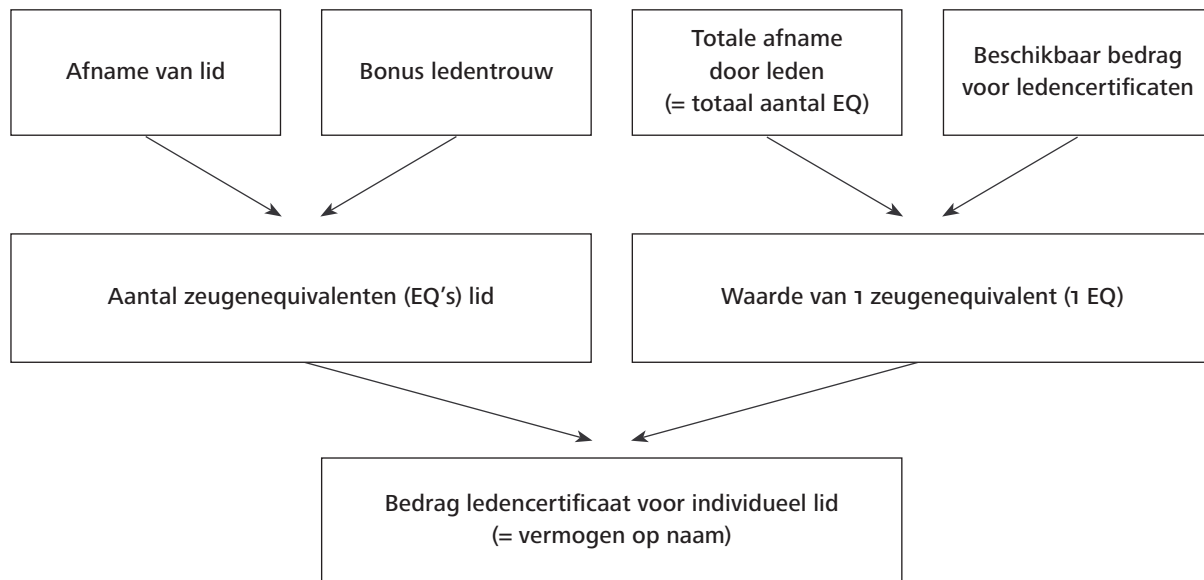 Afname van lid
Bonus ledentrouw
Totale afname
door leden
(= totaal aantal EQ)
Beschikbaar bedrag
voor ledencertificaten
Aantal zeugenequivalenten (EQ’s) lid
Waarde van 1 zeugenequivalent (1 EQ)
Bedrag ledencertificaat voor individueel lid
(= vermogen op naam)